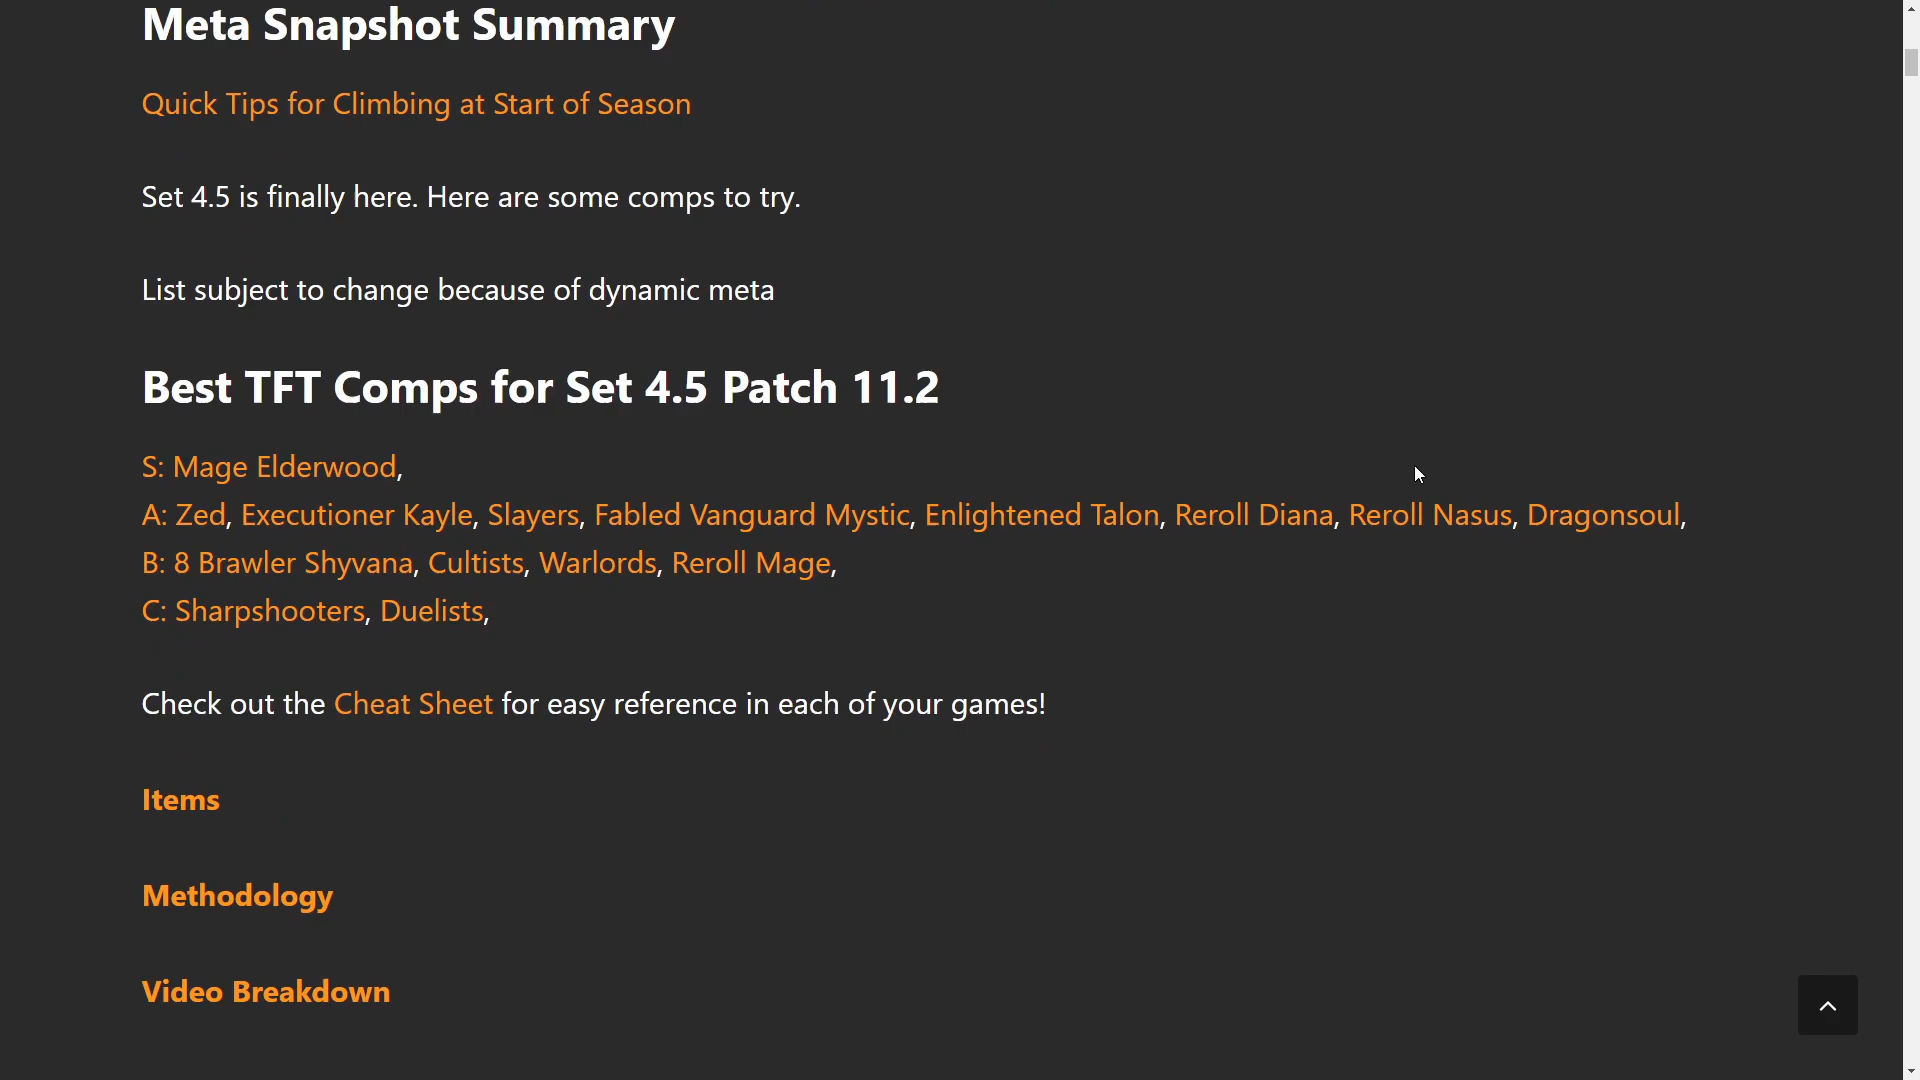 Meta Snapshot Summary
Quick Tips for Climbing at Start of Season
Set 4.5 is finally here. Here are some comps to try.
List subject to change because of dynamic meta
Best TFT Comps for Set 4.5 Patch 11.2
S: Mage Elderwood,
A: Zed, Executioner Kayle, Slayers, Fabled Vanguard Mystic, Enlightened Talon, Reroll Diana, Reroll Nasus, Dragonsoul,
B: 8 Brawler Shyvana, Cultists, Warlords, Reroll Mage,
C: Sharpshooters, Duelists,
Check out the Cheat Sheet for easy reference in each of your games!
Items
Methodology
Video Breakdown